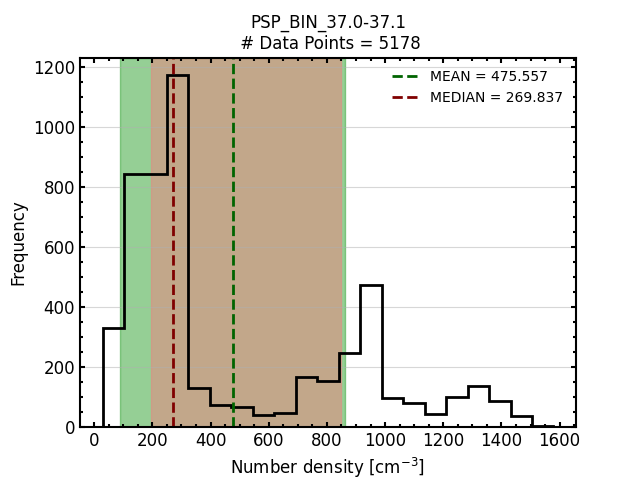 PSP_BIN_37.0-37.1
# Data Points = 5178
MEAN = 475.557
MEDIAN = 269.837
Frequency
1200
1000
800
600
400
200
0
0 200 400 600 800 1000 1200 1400 1600
Number density [cm⁻³]